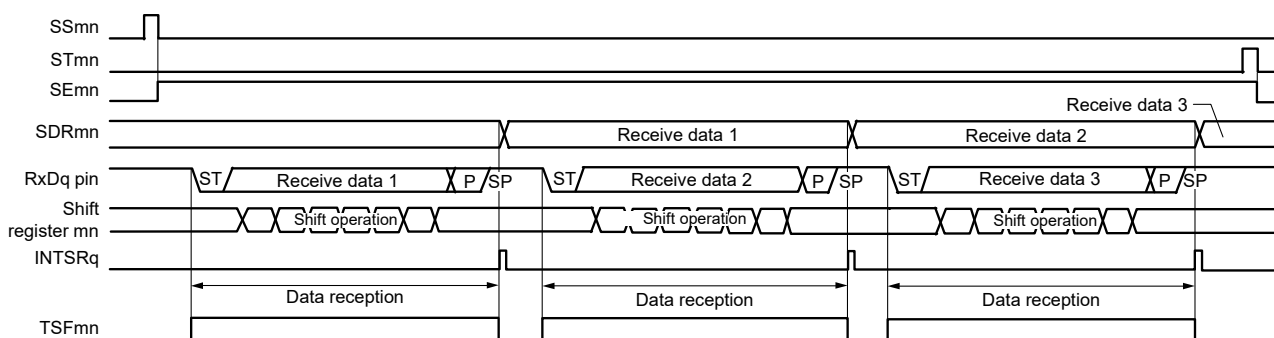 SSmn
STmn
SEmn
Receive data 3
SDRmn
Receive data 1
Receive data 2
RxDq pin
ST
Receive data 1
P
SP
ST
Receive data 2
P
SP
ST
Receive data 3
P
SP
Shift
register mn
Shift operation
Shift operation
Shift operation
INTSRq
Data reception
Data reception
Data reception
TSFmn